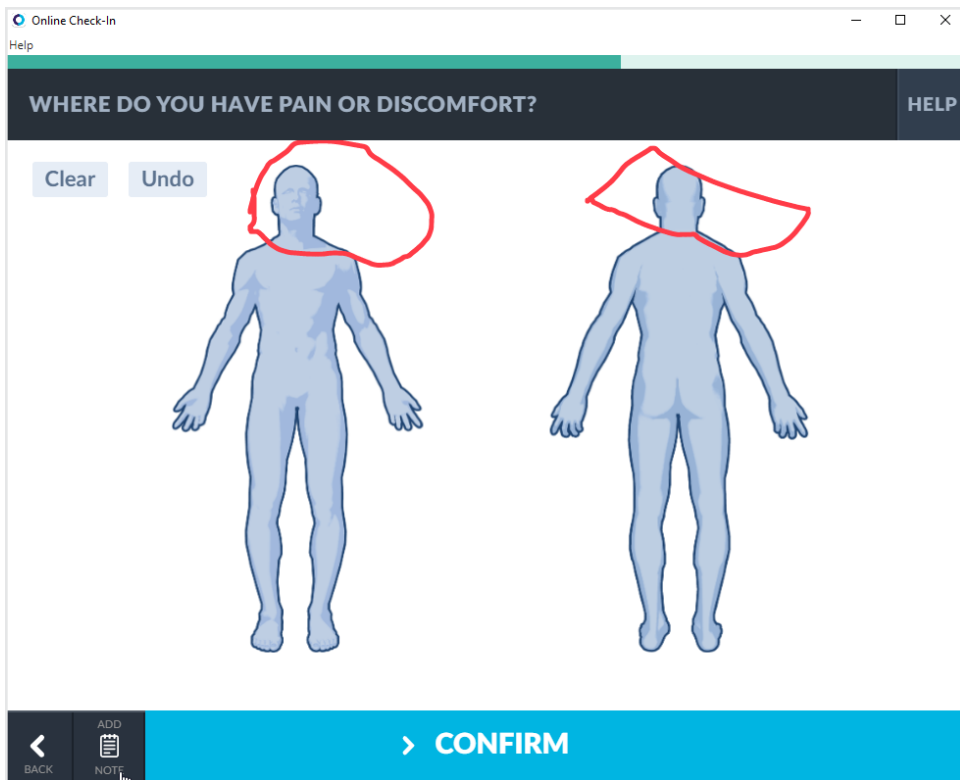 Online Check-In
Help
WHERE DO YOU HAVE PAIN OR DISCOMFORT?
HELP
Clear
Undo
BACK
ADD
NOTE
CONFIRM